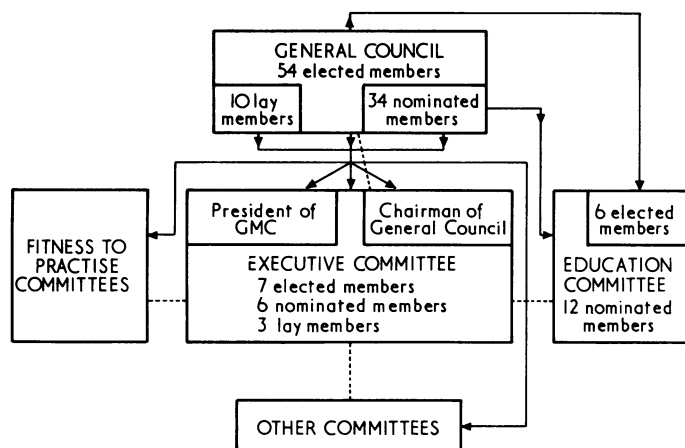 GENERAL COUNCIL
54 elected members
10 lay
members
34 nominated
members
President of
GMC
Chairman of
General Council
6 elected
members
FITNESS TO
PRACTISE
COMMITTEES
EXECUTIVE COMMITTEE
7 elected members
6 nominated members
3 lay members
EDUCATION
COMMITTEE
12 nominated
members
OTHER COMMITTEES